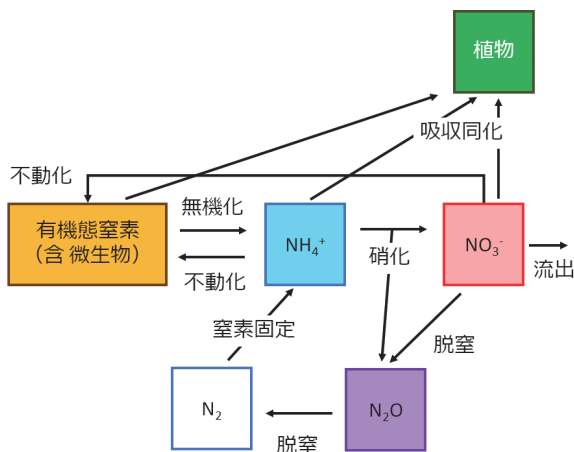 植物
吸収同化
不動化
有機態窒素
（含 微生物）
無機化
不動化
NH₄⁺
硝化
NO₃⁻
流出
窒素固定
脱窒
N₂
N₂O
脱窒